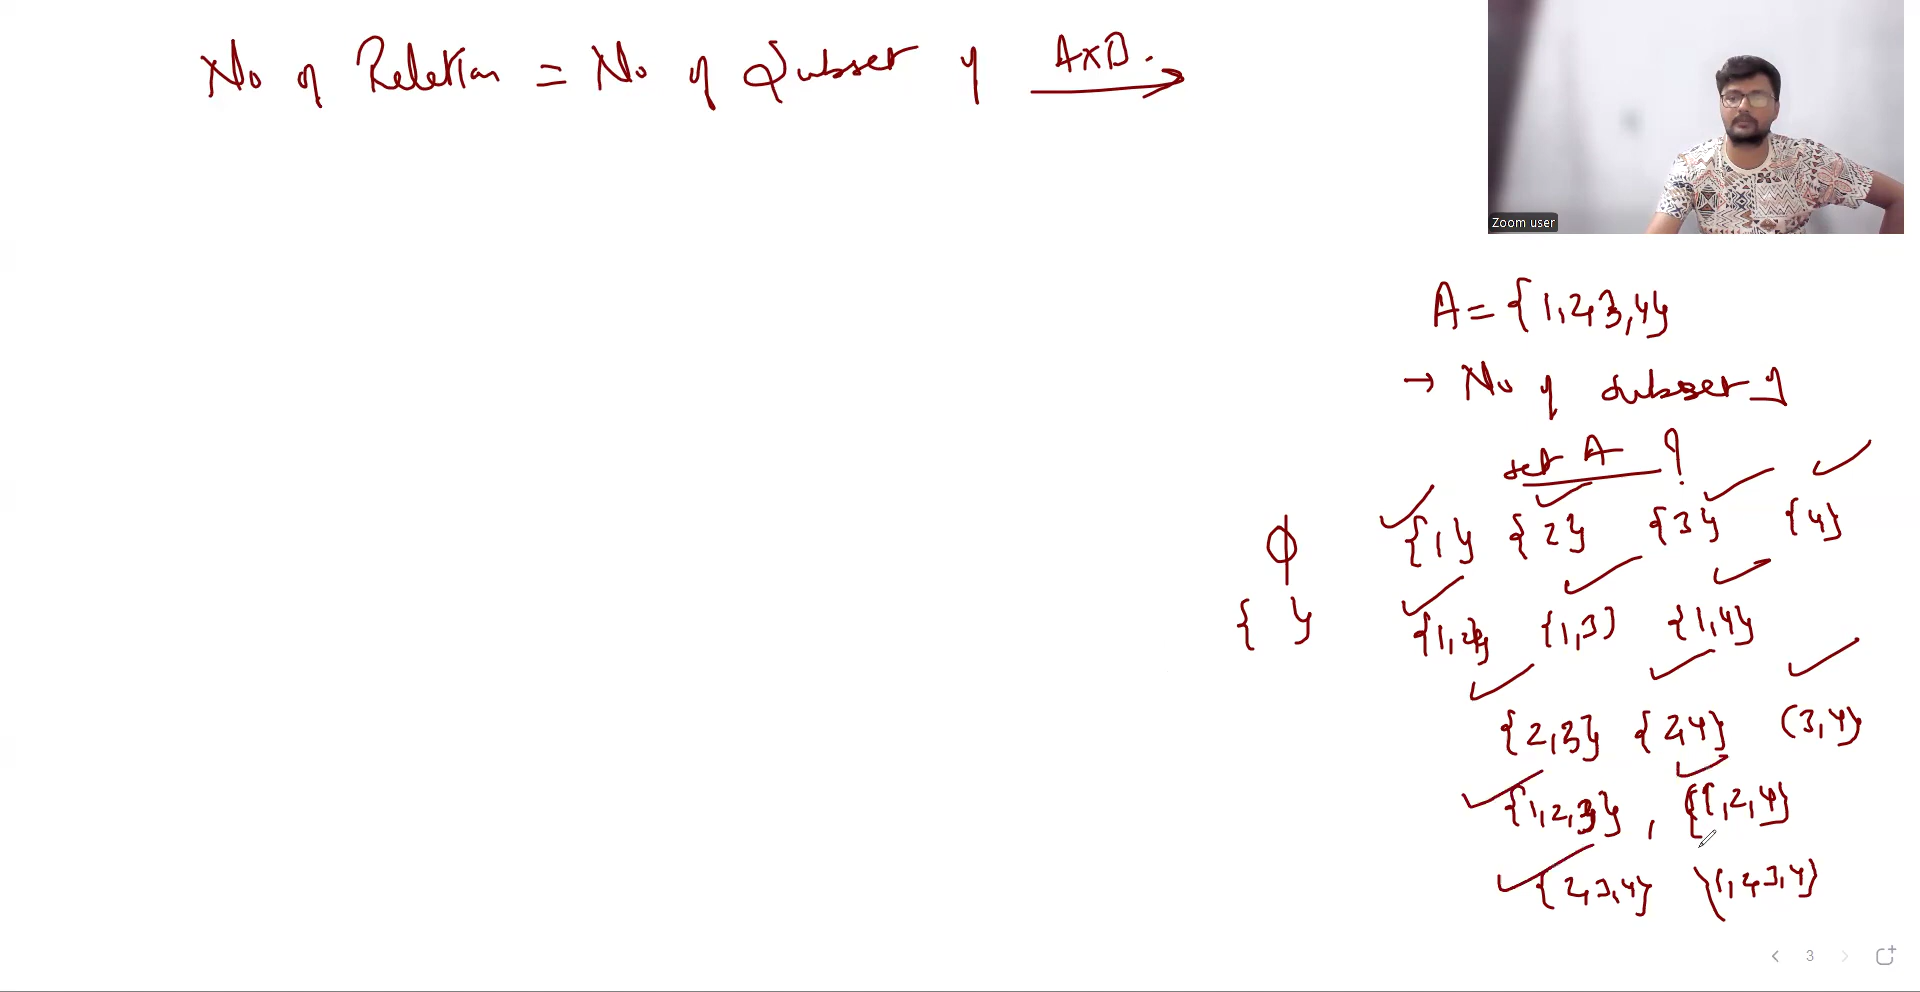 No of Relation = No of Subset of A×B.
Zoom user
A = {1,2,3,4}
→ No of subset of
set A ?
ϕ {1} {2} {3} {4}
{ } {1,2} {1,3} {1,4}
{2,3} {2,4} (3,4}
{1,2,3} , {1,2,4}
{2,3,4} {1,2,3,4}
3